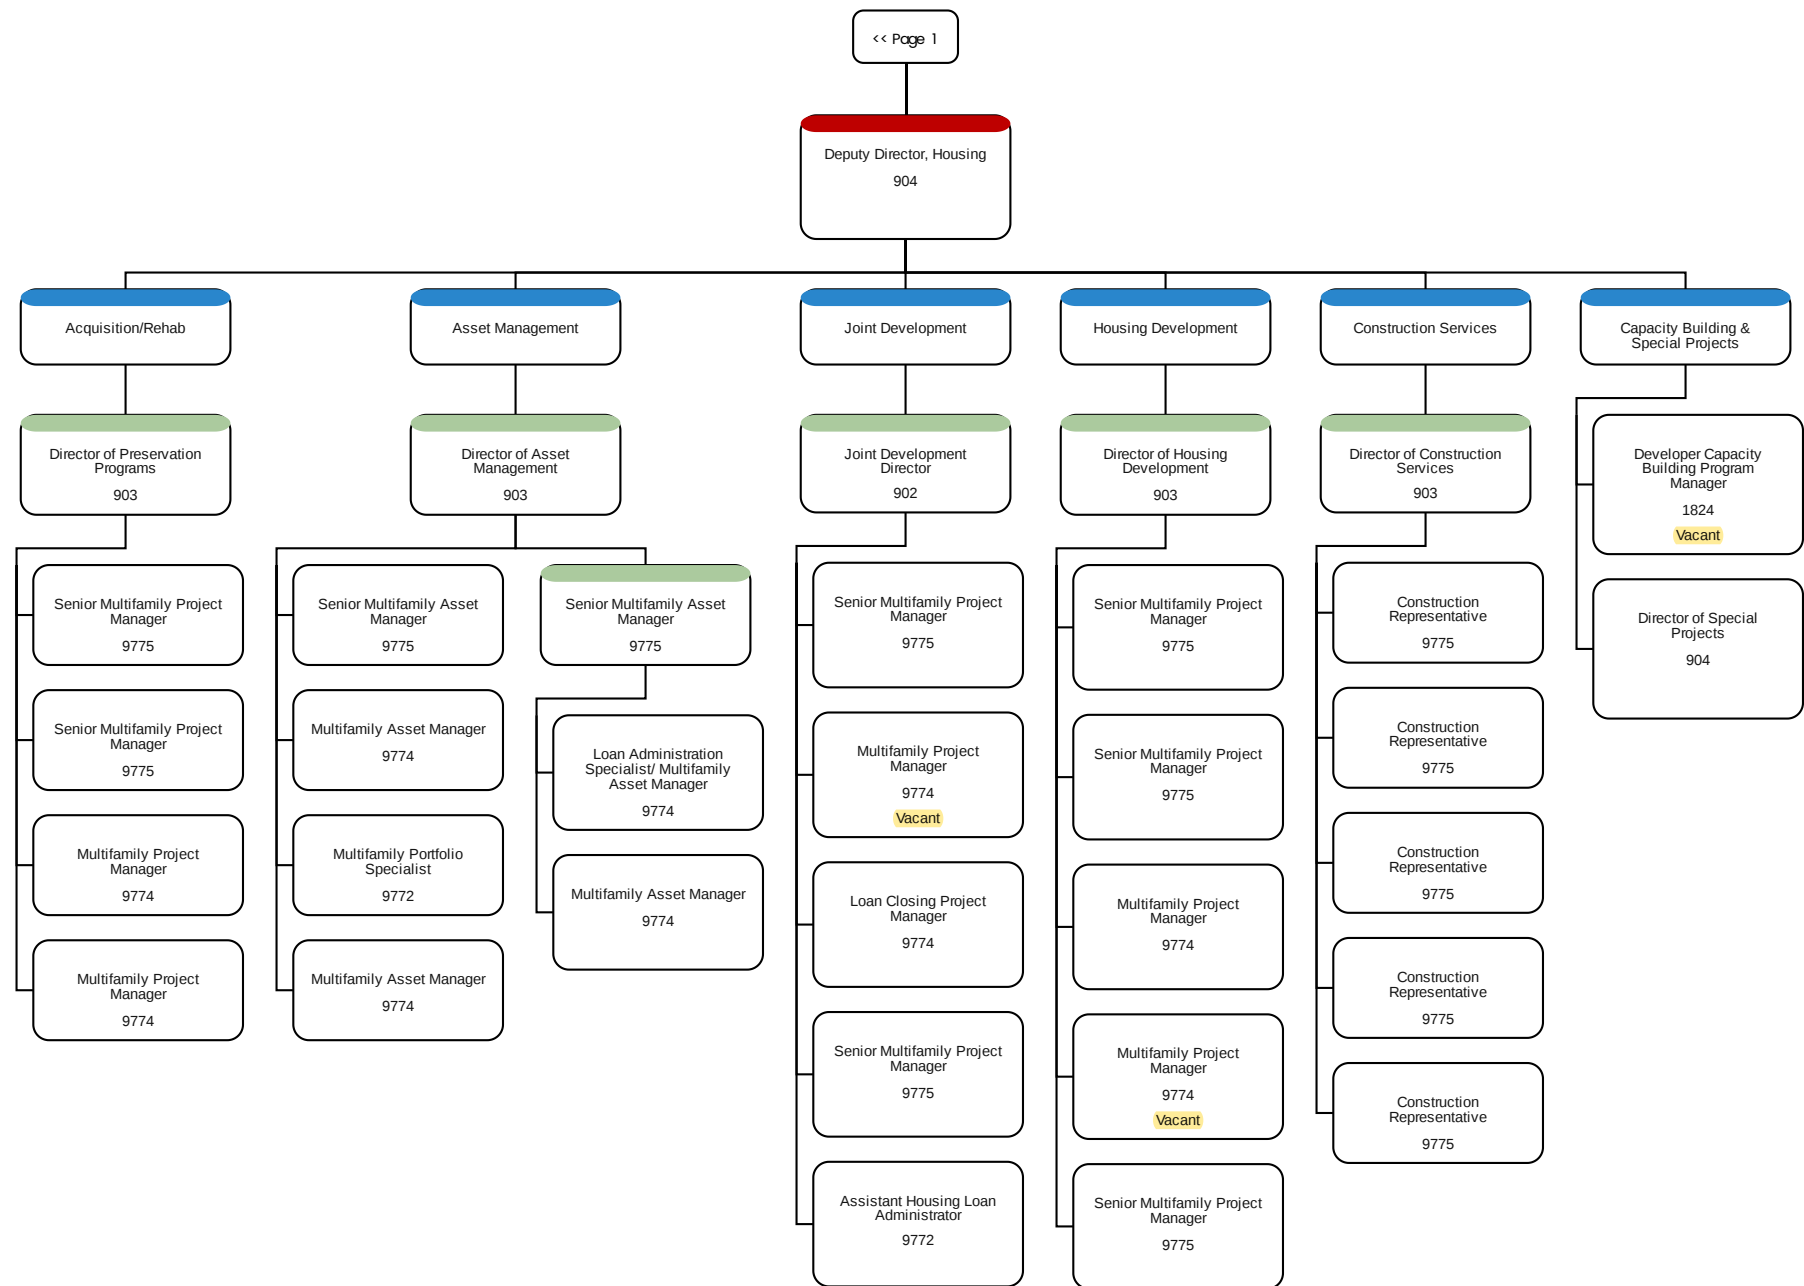 << Page 1
Deputy Director, Housing
904
Acquisition/Rehab
Asset Management
Joint Development
Housing Development
Construction Services
Capacity Building &
Special Projects
Director of Preservation
Programs
903
Director of Asset
Management
903
Joint Development
Director
902
Director of Housing
Development
903
Director of Construction
Services
903
Developer Capacity
Building Program
Manager
1824
Vacant
Director of Special
Projects
904
Senior Multifamily Project
Manager
9775
Senior Multifamily Project
Manager
9775
Multifamily Project
Manager
9774
Multifamily Project
Manager
9774
Senior Multifamily Asset
Manager
9775
Multifamily Asset Manager
9774
Multifamily Portfolio
Specialist
9772
Multifamily Asset Manager
9774
Senior Multifamily Asset
Manager
9775
Loan Administration
Specialist/ Multifamily
Asset Manager
9774
Multifamily Asset Manager
9774
Senior Multifamily Project
Manager
9775
Multifamily Project
Manager
9774
Vacant
Loan Closing Project
Manager
9774
Senior Multifamily Project
Manager
9775
Assistant Housing Loan
Administrator
9772
Senior Multifamily Project
Manager
9775
Senior Multifamily Project
Manager
9775
Multifamily Project
Manager
9774
Multifamily Project
Manager
9774
Vacant
Senior Multifamily Project
Manager
9775
Construction
Representative
9775
Construction
Representative
9775
Construction
Representative
9775
Construction
Representative
9775
Construction
Representative
9775